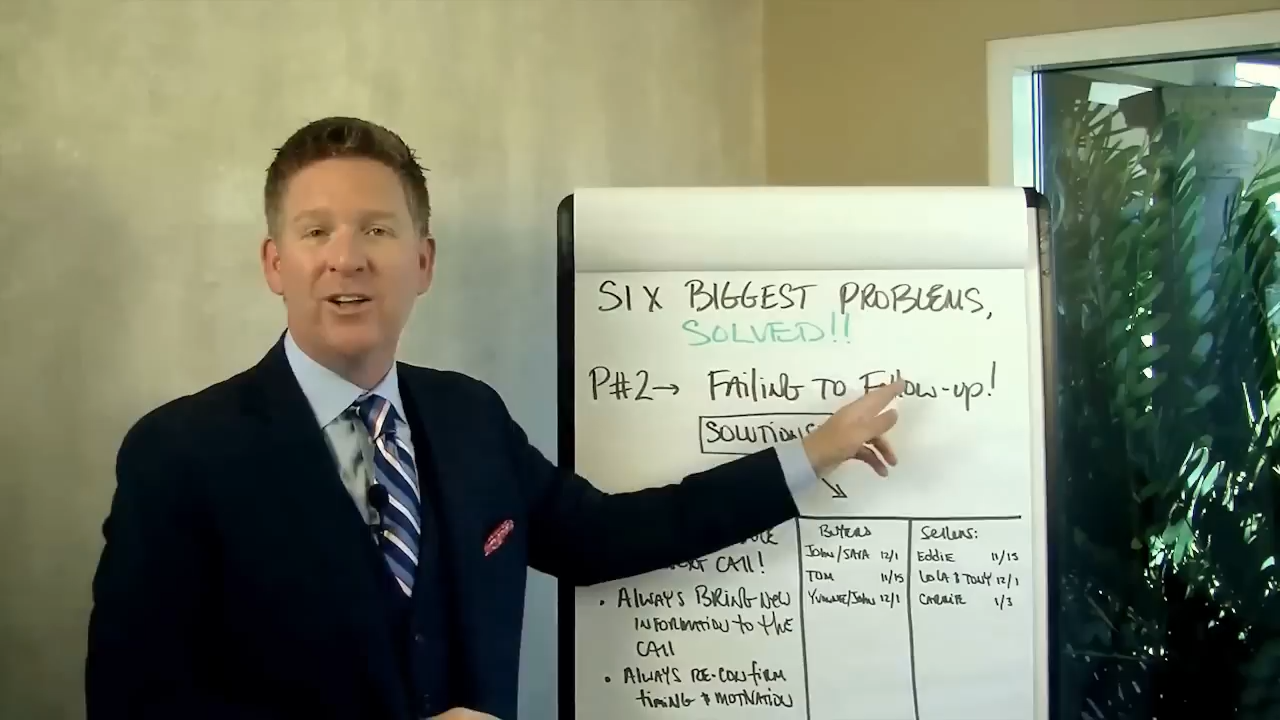 SIX BIGGEST PROBLEMS,
SOLVED!!
P#2→ FAiliNG TO Follow-up!
SOLUTIONS
CALL!
• ALWAYS BRING NEW
INFORMATION TO the
CALL
• ALWAYS RE-CONfirm
timing & MOTIVATION
BUYERS
JOHN/SARA 12/1
TOM 11/15
YVONNE/JOHN 12/1
Sellers:
EDDIE 11/15
LOLA & TONY 12/1
CARRIE 1/3